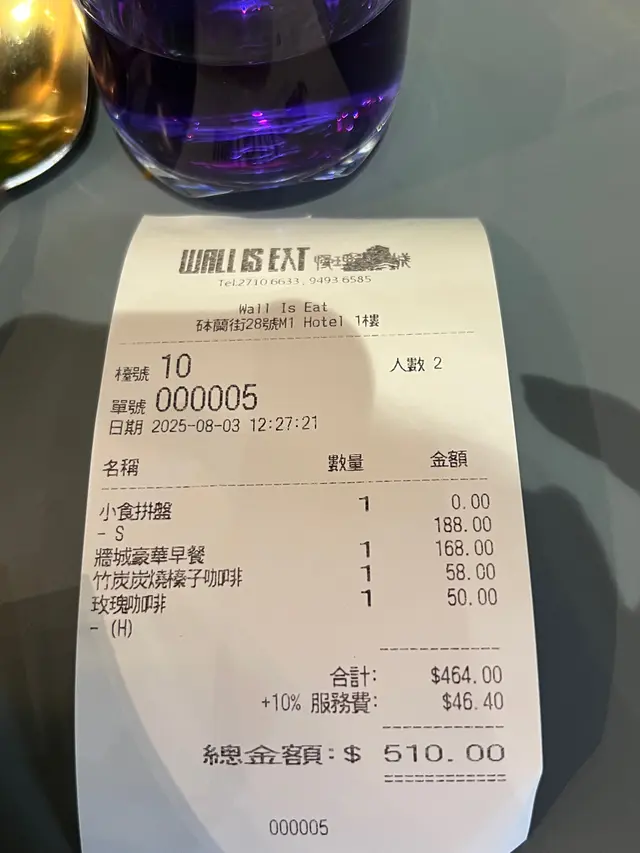 WALL IS EAT 慢牆城
Tel.2710 6633, 9493 6585
Wall Is Eat
砵蘭街28號M1 Hotel 1樓
檯號 10 人數 2
單號 000005
日期 2025-08-03 12:27:21
名稱 數量 金額
小食拼盤 1 0.00
- S 188.00
牆城豪華早餐 1 168.00
竹炭炭燒榛子咖啡 1 58.00
玫瑰咖啡 1 50.00
- (H)
合計: $464.00
+10% 服務費: $46.40
總金額:$ 510.00
000005